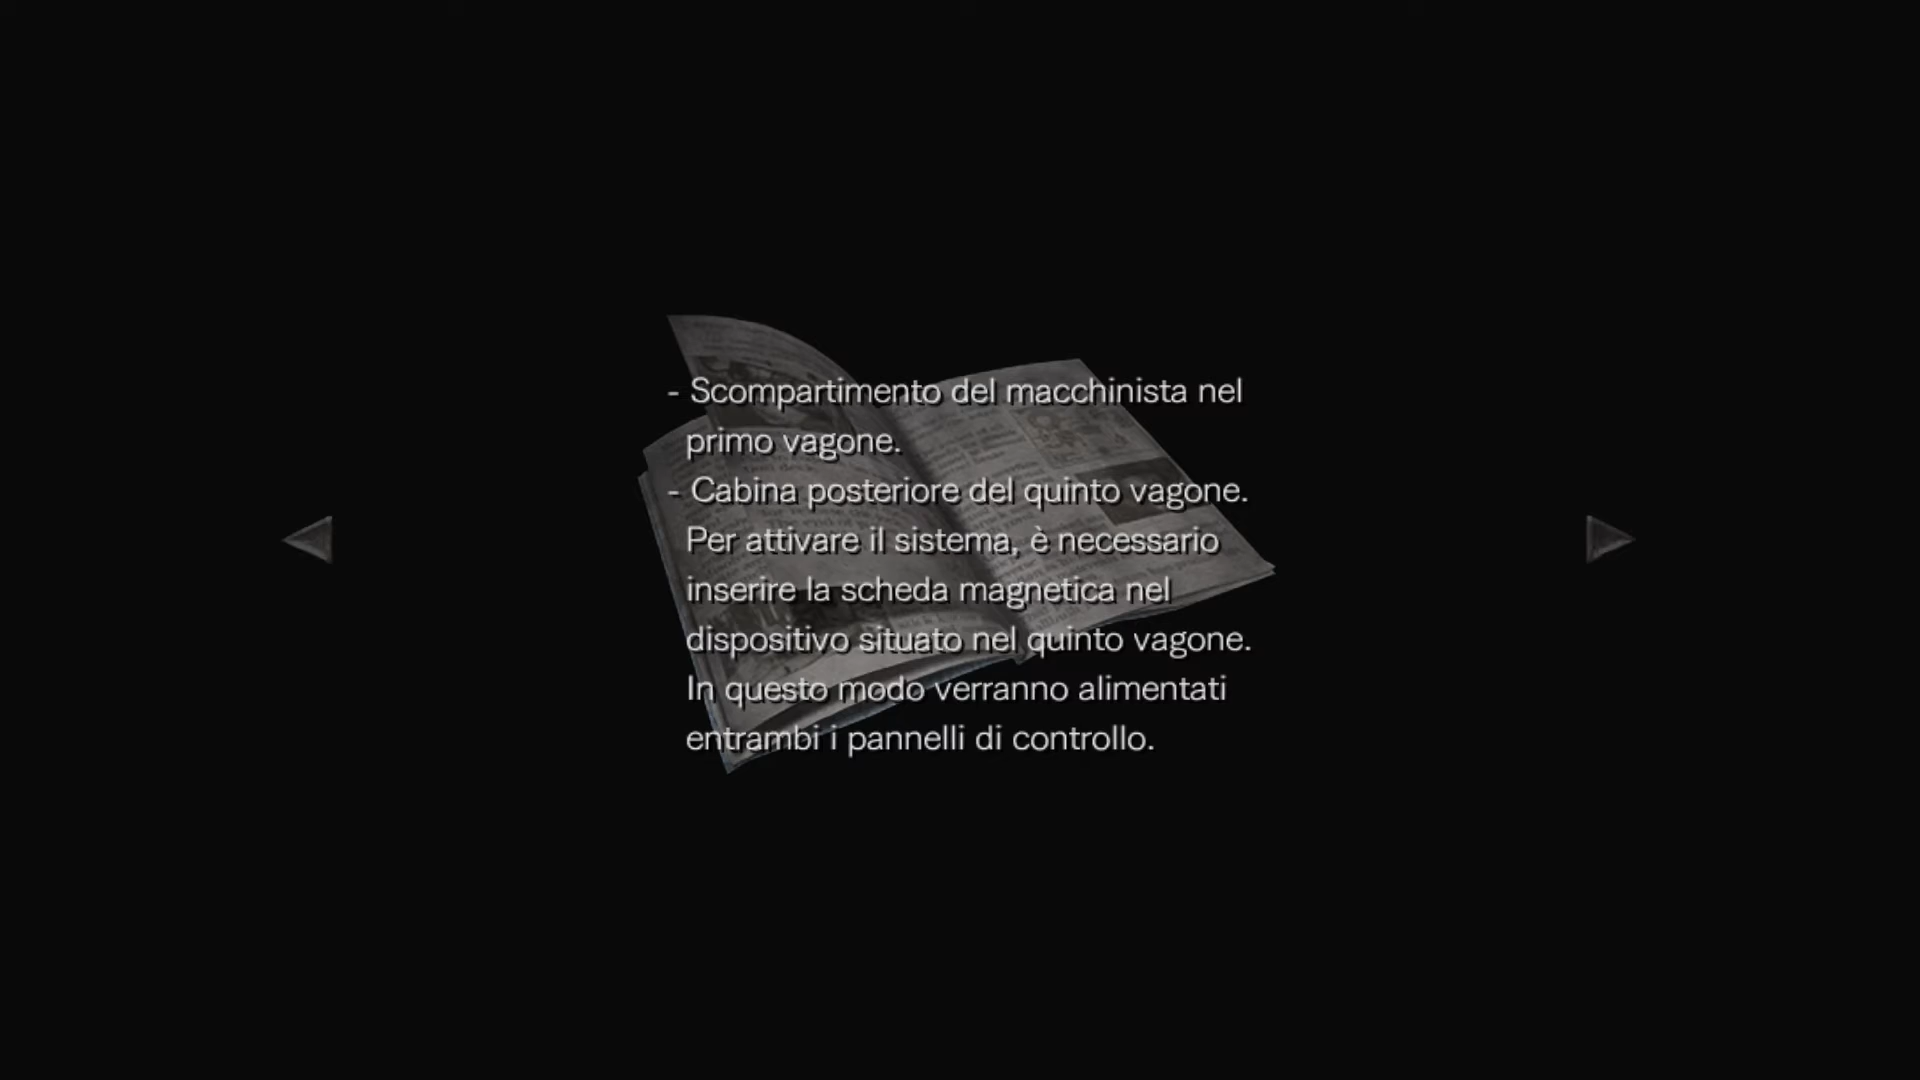 - Scompartimento del macchinista nel
primo vagone.
- Cabina posteriore del quinto vagone.
Per attivare il sistema, è necessario
inserire la scheda magnetica nel
dispositivo situato nel quinto vagone.
In questo modo verranno alimentati
entrambi i pannelli di controllo.